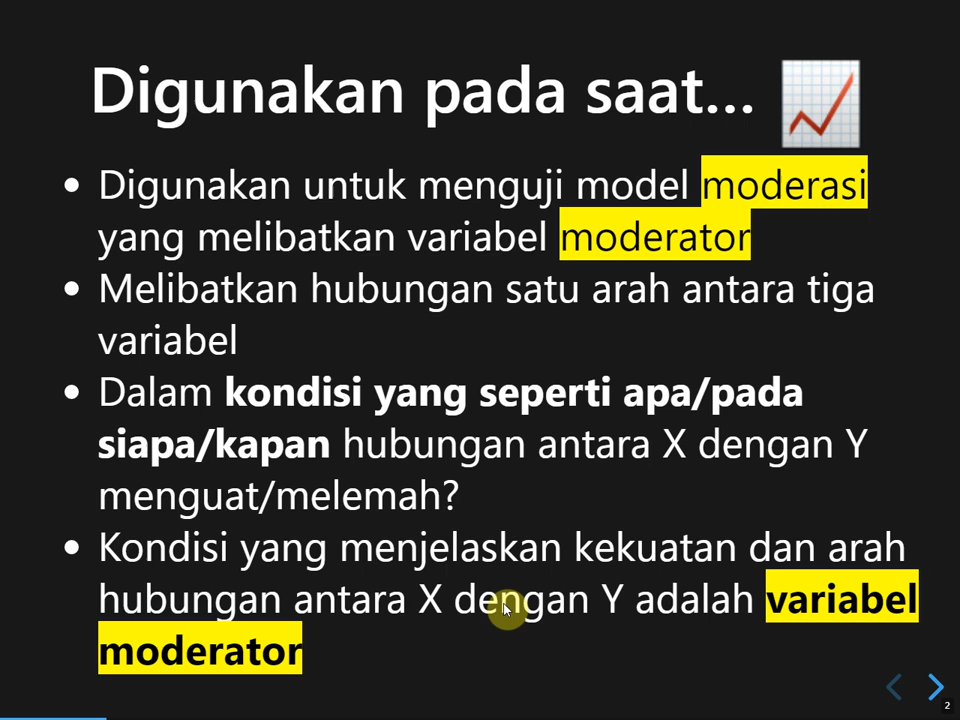 Digunakan pada saat...
• Digunakan untuk menguji model moderasi
yang melibatkan variabel moderator
• Melibatkan hubungan satu arah antara tiga
variabel
• Dalam kondisi yang seperti apa/pada
siapa/kapan hubungan antara X dengan Y
menguat/melemah?
• Kondisi yang menjelaskan kekuatan dan arah
hubungan antara X dengan Y adalah variabel
moderator
2